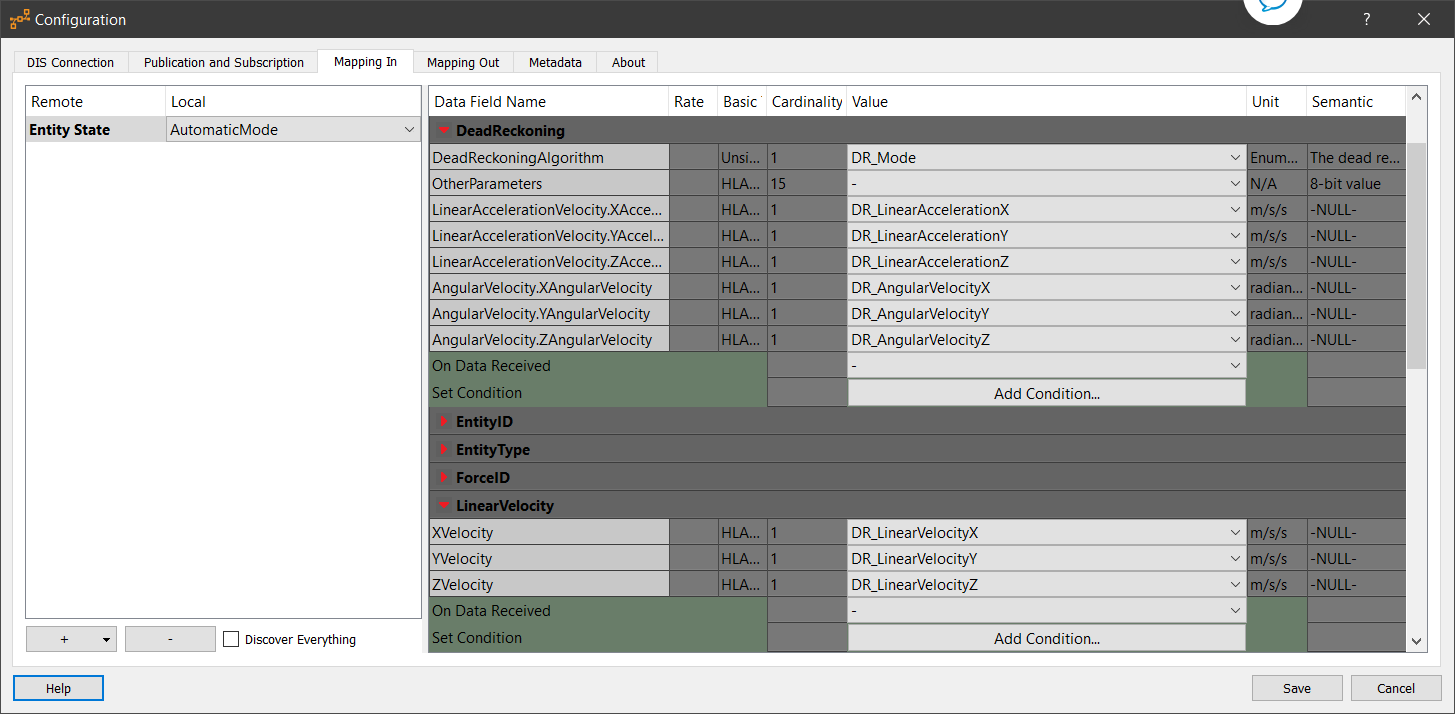 Configuration
?
DIS Connection Publication and Subscription Mapping In Mapping Out Metadata About
Remote Local
Entity State AutomaticMode
Data Field Name Rate Basic Cardinality Value Unit Semantic
DeadReckoning
DeadReckoningAlgorithm Unsi... 1 DR_Mode Enum... The dead re...
OtherParameters HLA... 15 - N/A 8-bit value
LinearAccelerationVelocity.XAcce... HLA... 1 DR_LinearAccelerationX m/s/s -NULL-
LinearAccelerationVelocity.YAccel... HLA... 1 DR_LinearAccelerationY m/s/s -NULL-
LinearAccelerationVelocity.ZAcce... HLA... 1 DR_LinearAccelerationZ m/s/s -NULL-
AngularVelocity.XAngularVelocity HLA... 1 DR_AngularVelocityX radian... -NULL-
AngularVelocity.YAngularVelocity HLA... 1 DR_AngularVelocityY radian... -NULL-
AngularVelocity.ZAngularVelocity HLA... 1 DR_AngularVelocityZ radian... -NULL-
On Data Received -
Set Condition Add Condition...
EntityID
EntityType
ForceID
LinearVelocity
XVelocity HLA... 1 DR_LinearVelocityX m/s/s -NULL-
YVelocity HLA... 1 DR_LinearVelocityY m/s/s -NULL-
ZVelocity HLA... 1 DR_LinearVelocityZ m/s/s -NULL-
On Data Received -
Set Condition Add Condition...
+ - Discover Everything
Help Save Cancel